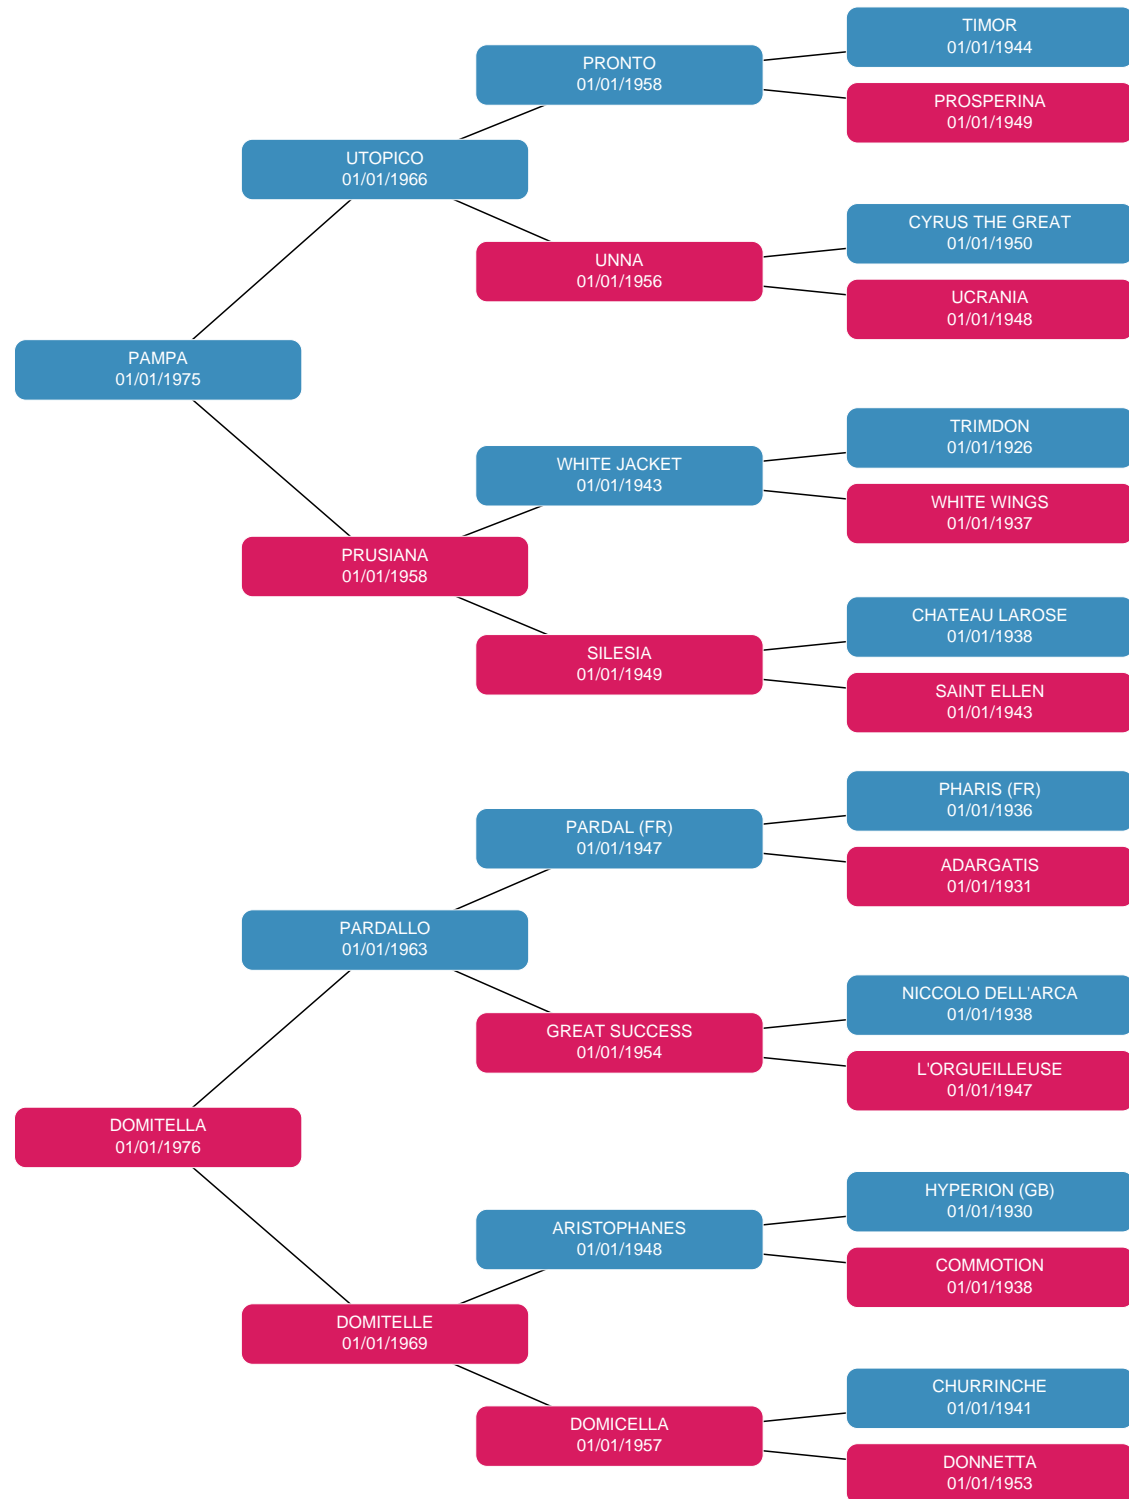 TIMOR
01/01/1944
PRONTO
01/01/1958
PROSPERINA
01/01/1949
UTOPICO
01/01/1966
CYRUS THE GREAT
01/01/1950
UNNA
01/01/1956
UCRANIA
01/01/1948
PAMPA
01/01/1975
TRIMDON
01/01/1926
WHITE JACKET
01/01/1943
WHITE WINGS
01/01/1937
PRUSIANA
01/01/1958
CHATEAU LAROSE
01/01/1938
SILESIA
01/01/1949
SAINT ELLEN
01/01/1943
PHARIS (FR)
01/01/1936
PARDAL (FR)
01/01/1947
ADARGATIS
01/01/1931
PARDALLO
01/01/1963
NICCOLO DELL'ARCA
01/01/1938
GREAT SUCCESS
01/01/1954
L'ORGUEILLEUSE
01/01/1947
DOMITELLA
01/01/1976
HYPERION (GB)
01/01/1930
ARISTOPHANES
01/01/1948
COMMOTION
01/01/1938
DOMITELLE
01/01/1969
CHURRINCHE
01/01/1941
DOMICELLA
01/01/1957
DONNETTA
01/01/1953